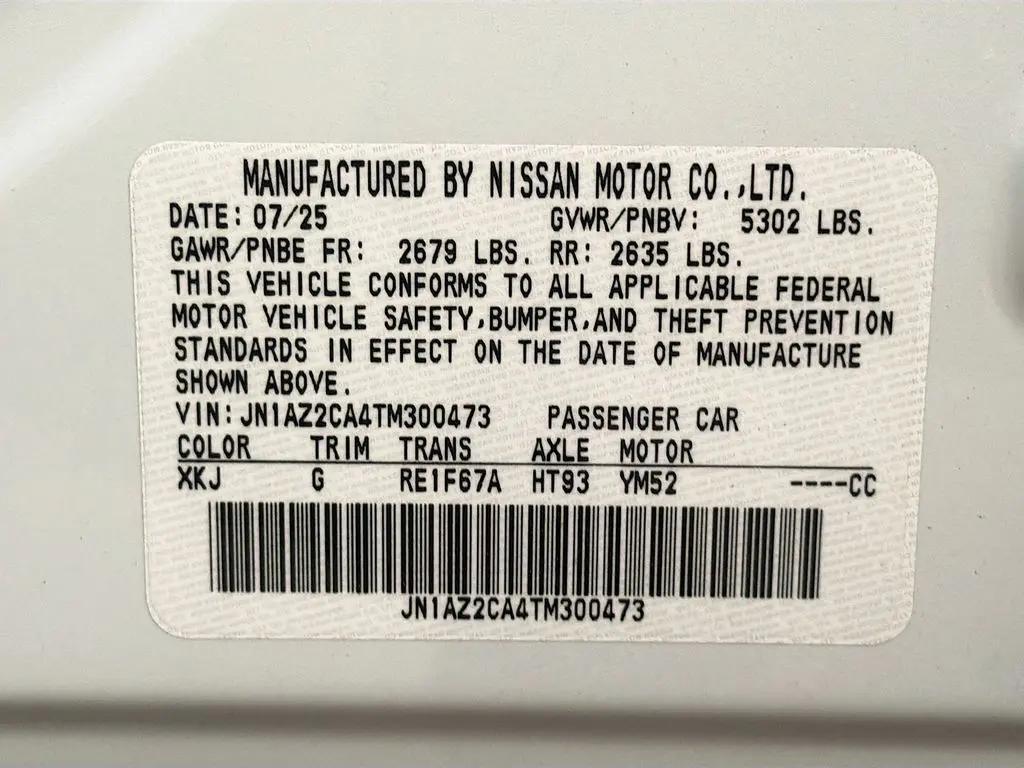 MANUFACTURED BY NISSAN MOTOR CO.,LTD.
DATE: 07/25 GVWR/PNBV: 5302 LBS.
GAWR/PNBE FR: 2679 LBS. RR: 2635 LBS.
THIS VEHICLE CONFORMS TO ALL APPLICABLE FEDERAL
MOTOR VEHICLE SAFETY,BUMPER,AND THEFT PREVENTION
STANDARDS IN EFFECT ON THE DATE OF MANUFACTURE
SHOWN ABOVE.
VIN:JN1AZ2CA4TM300473 PASSENGER CAR
COLOR TRIM TRANS AXLE MOTOR
XKJ G RE1F67A HT93 YM52 ----CC
JN1AZ2CA4TM300473